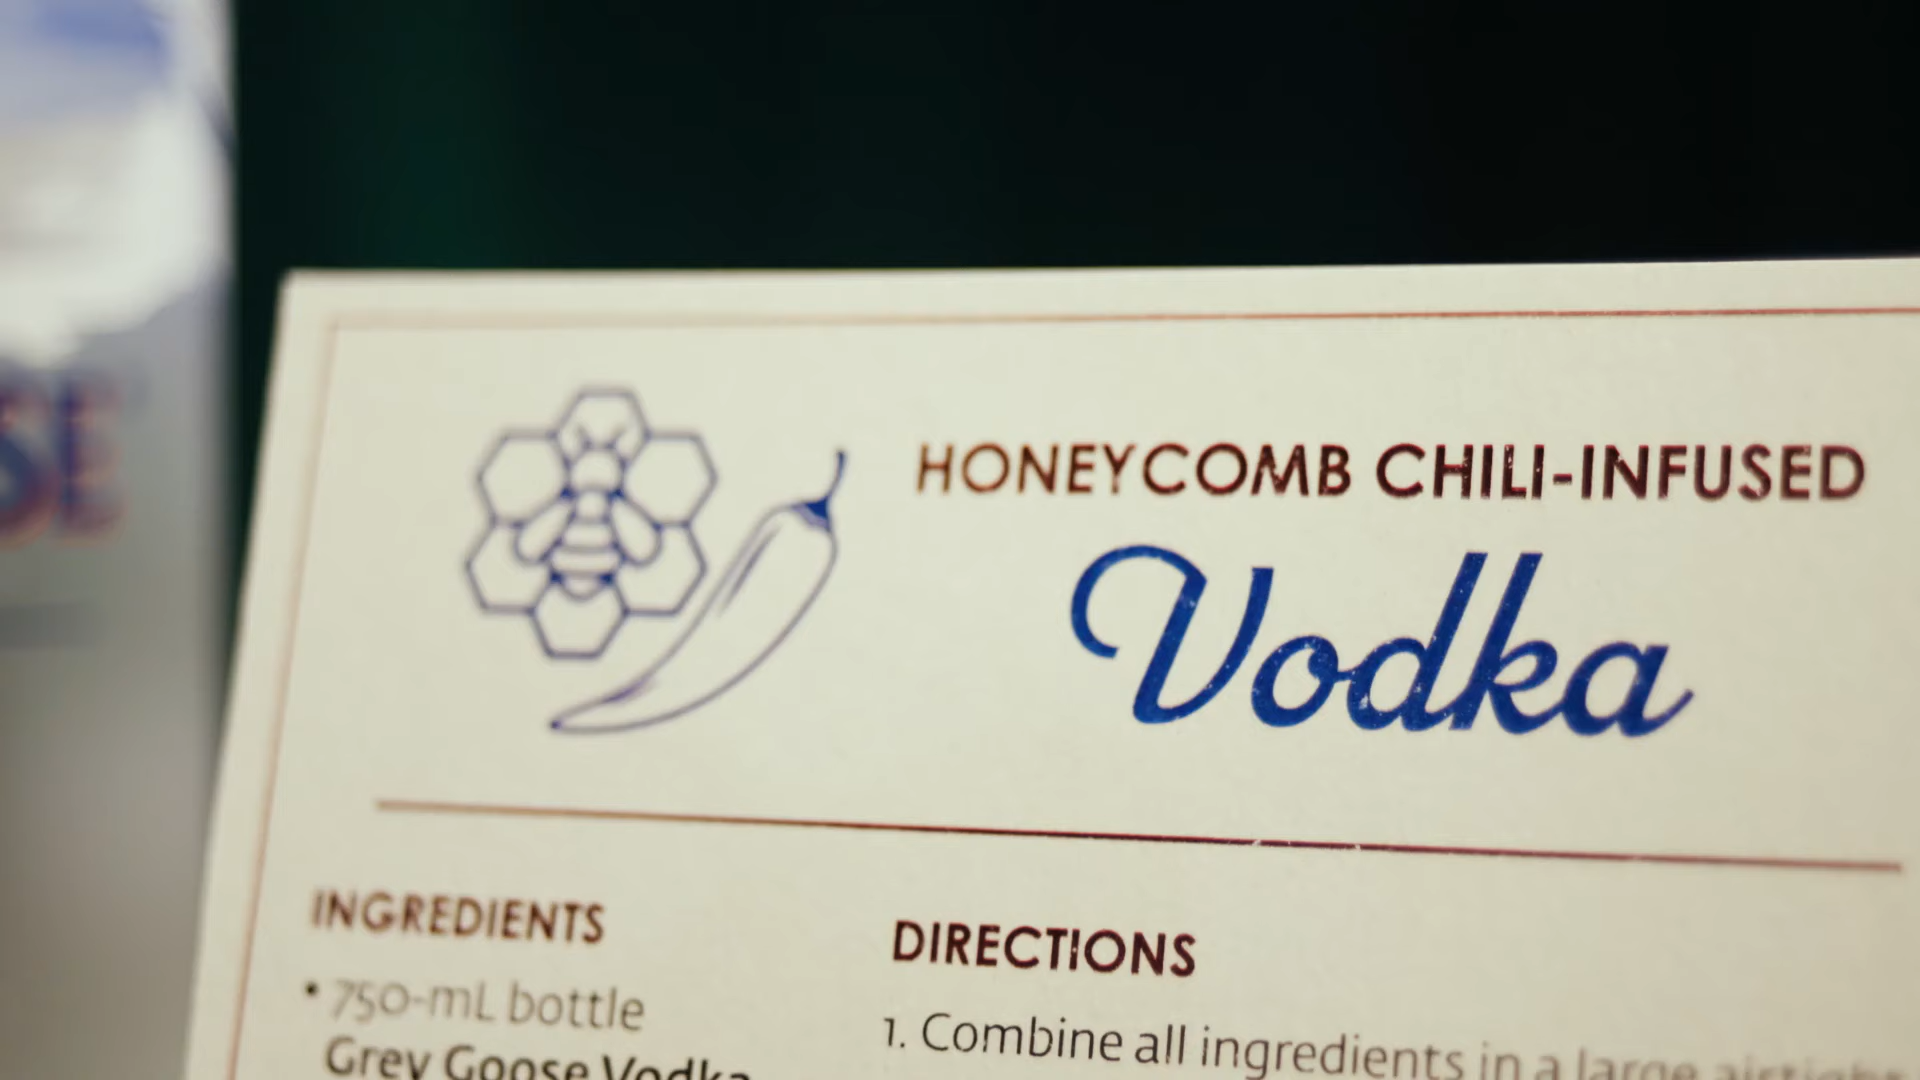 SE
HONEYCOMB CHILI-INFUSED
Vodka
INGREDIENTS
• 750-mL bottle
Grey Goose Vodka
DIRECTIONS
1. Combine all ingredients in a large airtight